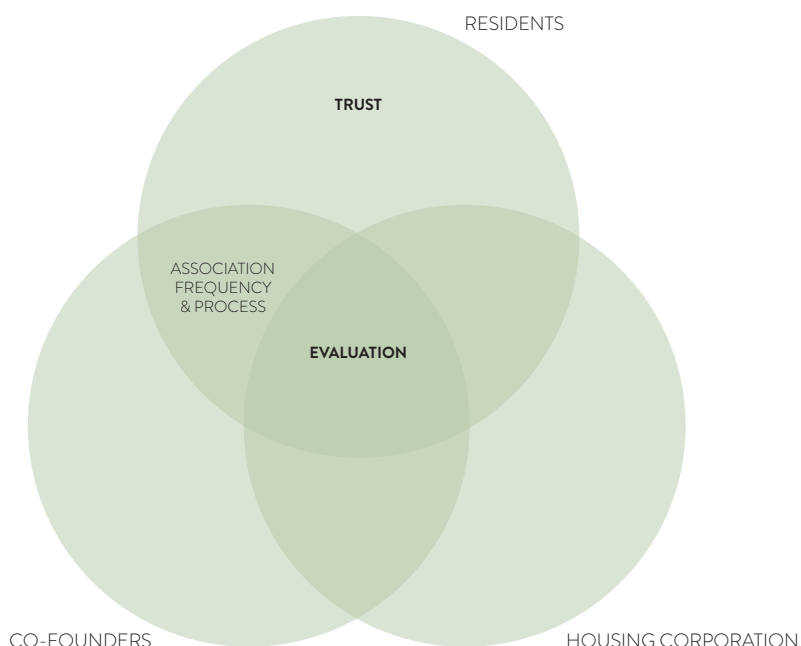 RESIDENTS
TRUST
ASSOCIATION
FREQUENCY
& PROCESS
EVALUATION
CO-FOUNDERS
HOUSING CORPORATION